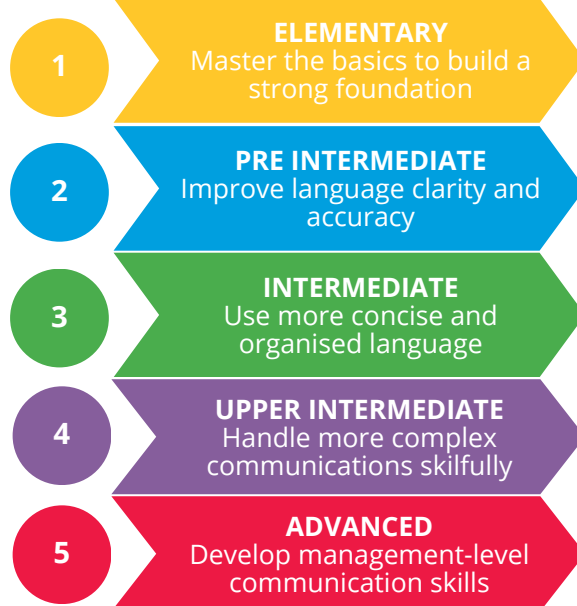 1
ELEMENTARY
Master the basics to build a
strong foundation
2
PRE INTERMEDIATE
Improve language clarity and
accuracy
3
INTERMEDIATE
Use more concise and
organised language
4
UPPER INTERMEDIATE
Handle more complex
communications skilfully
5
ADVANCED
Develop management-level
communication skills